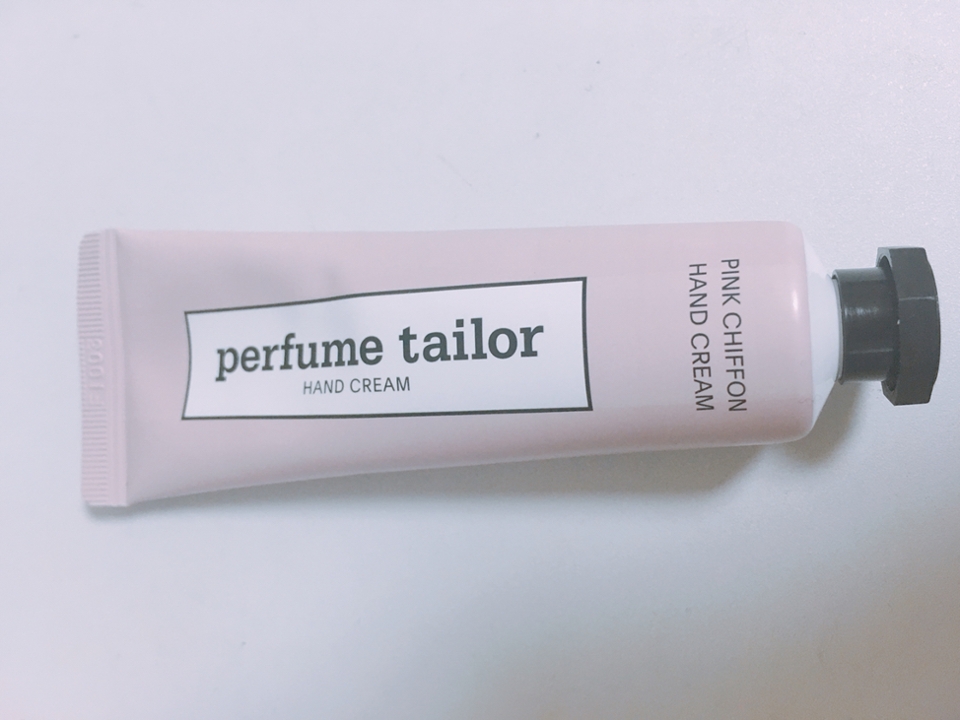 perfume tailor
HAND CREAM
PINK CHIFFON
HAND CREAM